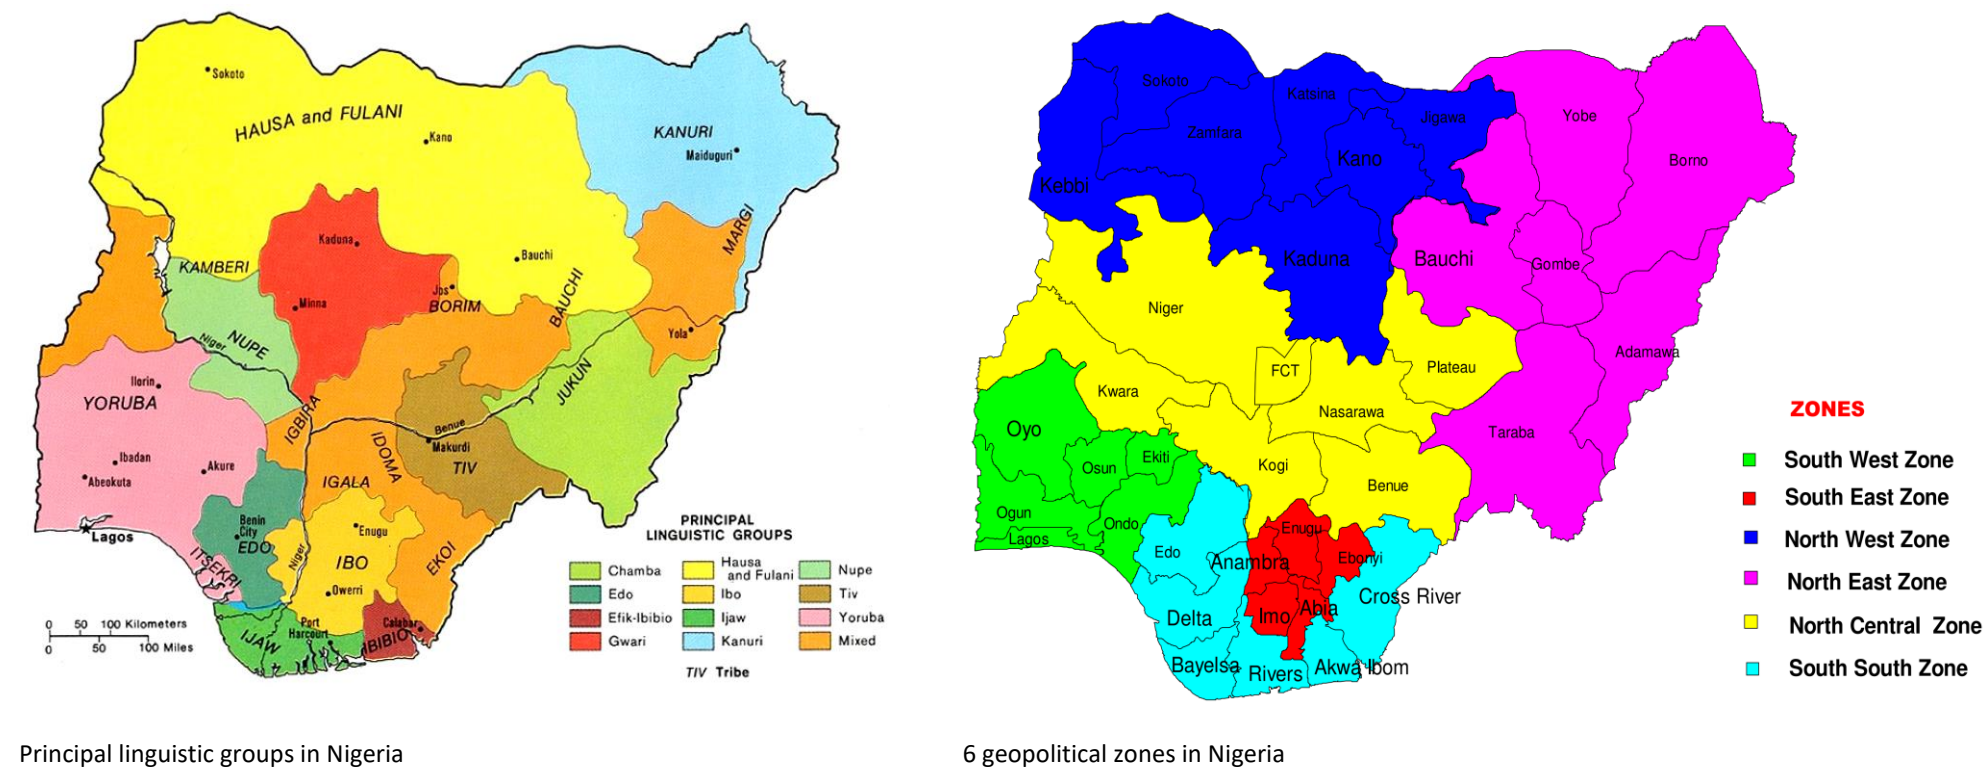 Sokoto
HAUSA and FULANI
Kano
KANURI
Maiduguri
MARGI
Kaduna
KAMBERI
Bauchi
BAUCHI
Jos
BORIM
Minna
Niger
NUPE
Yola
JUKUN
Ilorin
YORUBA
IGBIRA
Benue
Makurdi
TIV
IDOMA
Ibadan
Akure
Abeokuta
IGALA
Lagos
Benin
City
EDO
Enugu
IBO
Niger
EKOI
ITSEKRI
Owerri
IJAW
Port
Harcourt
Calabar
IBIBIO
0 50 100 Kilometers
0 50 100 Miles
PRINCIPAL
LINGUISTIC GROUPS
Chamba
Edo
Efik-Ibibio
Gwari
Hausa
and Fulani
Ibo
Ijaw
Kanuri
Nupe
Tiv
Yoruba
Mixed
TIV Tribe
Principal linguistic groups in Nigeria
Sokoto
Katsina
Zamfara
Jigawa
Kano
Kebbi
Yobe
Borno
Kaduna
Bauchi
Gombe
Niger
Adamawa
FCT
Plateau
Kwara
Nasarawa
Taraba
Oyo
Osun
Ekiti
Kogi
Benue
Ogun
Lagos
Ondo
Edo
Enugu
Anambra
Ebonyi
Cross River
Delta
Imo
Abia
Bayelsa
Rivers
Akwa Ibom
ZONES
South West Zone
South East Zone
North West Zone
North East Zone
North Central Zone
South South Zone
6 geopolitical zones in Nigeria